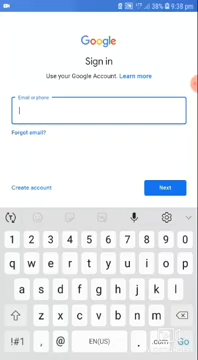 38% 9:38 pm
Google
Sign in
Use your Google Account. Learn more
Email or phone
Forgot email?
Create account Next
1 2 3 4 5 6 7 8 9 0
q w e r t y u i o p
a s d f g h j k l
z x c v b n m
!#1 , @ EN(US) . .com Go